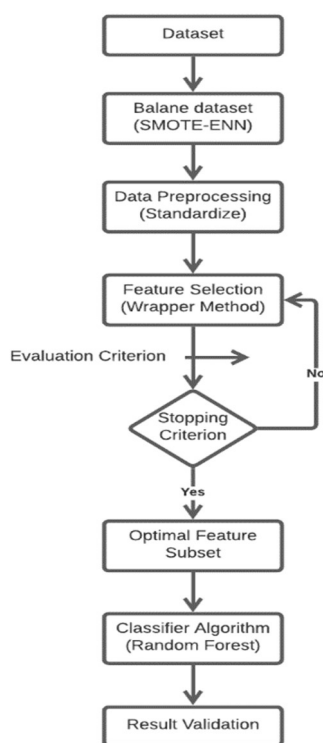 Dataset
Balane dataset
(SMOTE-ENN)
Data Preprocessing
(Standardize)
Feature Selection
(Wrapper Method)
Evaluation Criterion
No
Stopping
Criterion
Yes
Optimal Feature
Subset
Classifier Algorithm
(Random Forest)
Result Validation